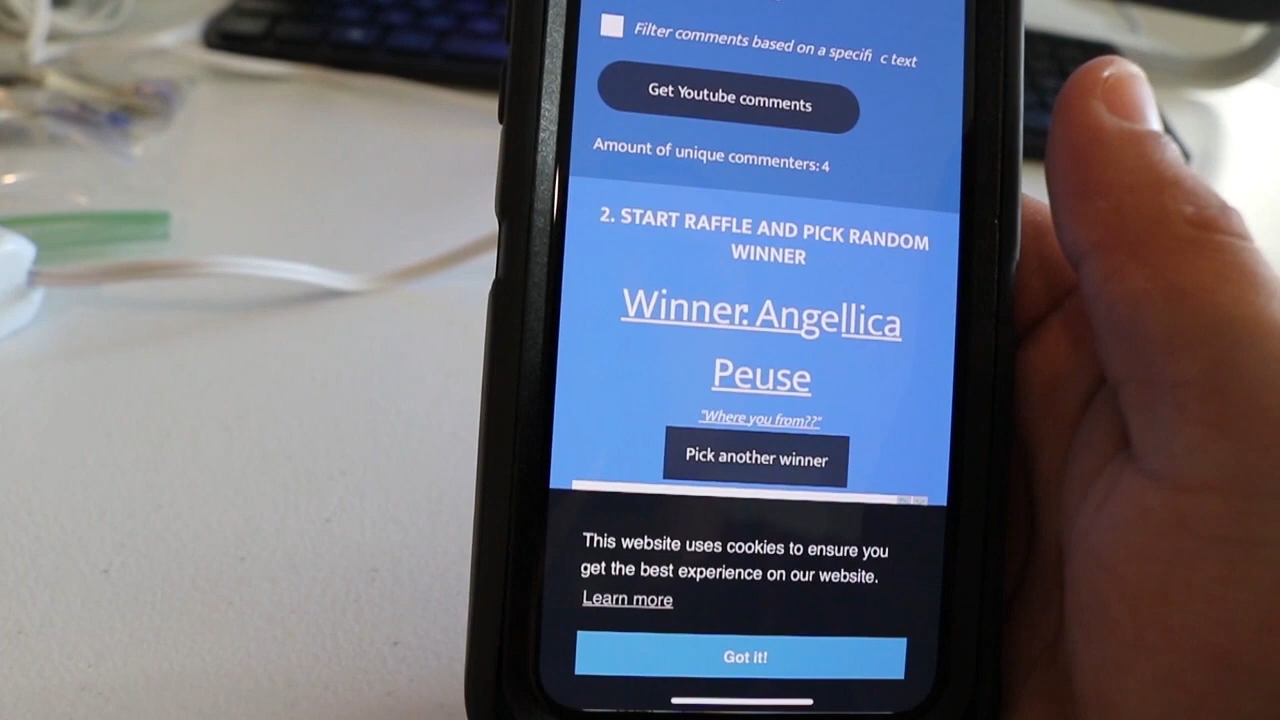 Filter comments based on a specifi c text
Get Youtube comments
Amount of unique commenters: 4
2. START RAFFLE AND PICK RANDOM
WINNER
Winner: Angellica
Peuse
"Where you from??"
Pick another winner
This website uses cookies to ensure you
get the best experience on our website.
Learn more
Got it!